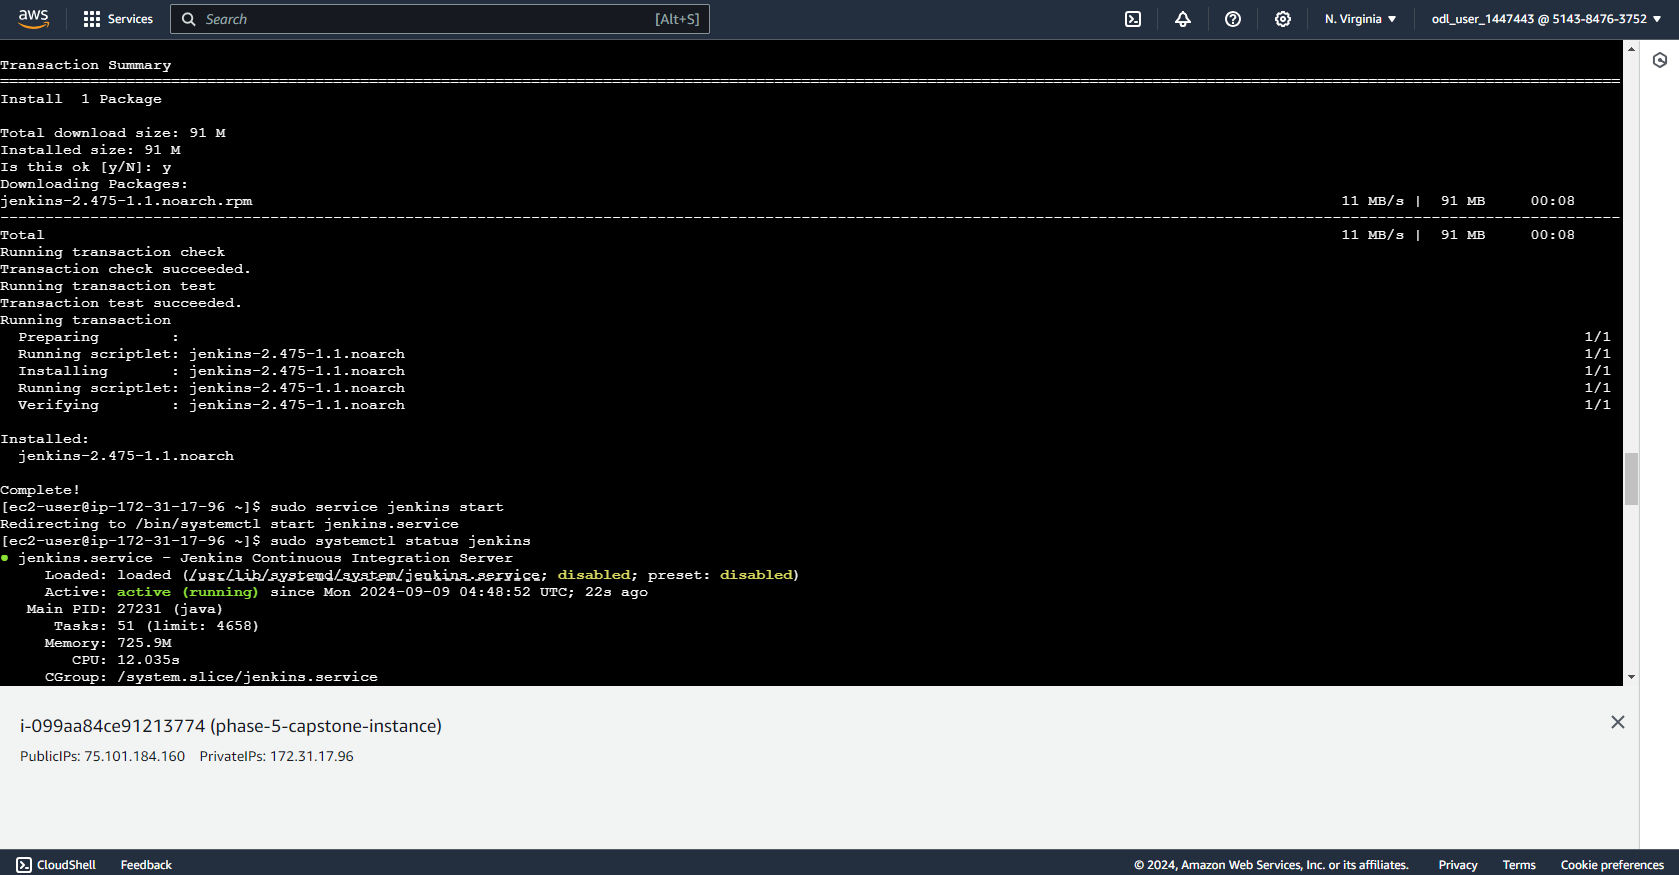 aws Services Search [Alt+S] N. Virginia ▼ odl_user_1447443 @ 5143-8476-3752 ▼
Transaction Summary
================================================================================
Install  1 Package
Total download size: 91 M
Installed size: 91 M
Is this ok [y/N]: y
Downloading Packages:
jenkins-2.475-1.1.noarch.rpm 11 MB/s | 91 MB 00:08
--------------------------------------------------------------------------------
Total 11 MB/s | 91 MB 00:08
Running transaction check
Transaction check succeeded.
Running transaction test
Transaction test succeeded.
Running transaction
Preparing : 1/1
Running scriptlet: jenkins-2.475-1.1.noarch 1/1
Installing : jenkins-2.475-1.1.noarch 1/1
Running scriptlet: jenkins-2.475-1.1.noarch 1/1
Verifying : jenkins-2.475-1.1.noarch 1/1
Installed:
jenkins-2.475-1.1.noarch
Complete!
[ec2-user@ip-172-31-17-96 ~]$ sudo service jenkins start
Redirecting to /bin/systemctl start jenkins.service
[ec2-user@ip-172-31-17-96 ~]$ sudo systemctl status jenkins
● jenkins.service - Jenkins Continuous Integration Server
Loaded: loaded (/usr/lib/systemd/system/jenkins.service; disabled; preset: disabled)
Active: active (running) since Mon 2024-09-09 04:48:52 UTC; 22s ago
Main PID: 27231 (java)
Tasks: 51 (limit: 4658)
Memory: 725.9M
CPU: 12.035s
CGroup: /system.slice/jenkins.service
i-099aa84ce91213774 (phase-5-capstone-instance)
PublicIPs: 75.101.184.160 PrivateIPs: 172.31.17.96
CloudShell Feedback © 2024, Amazon Web Services, Inc. or its affiliates. Privacy Terms Cookie preferences